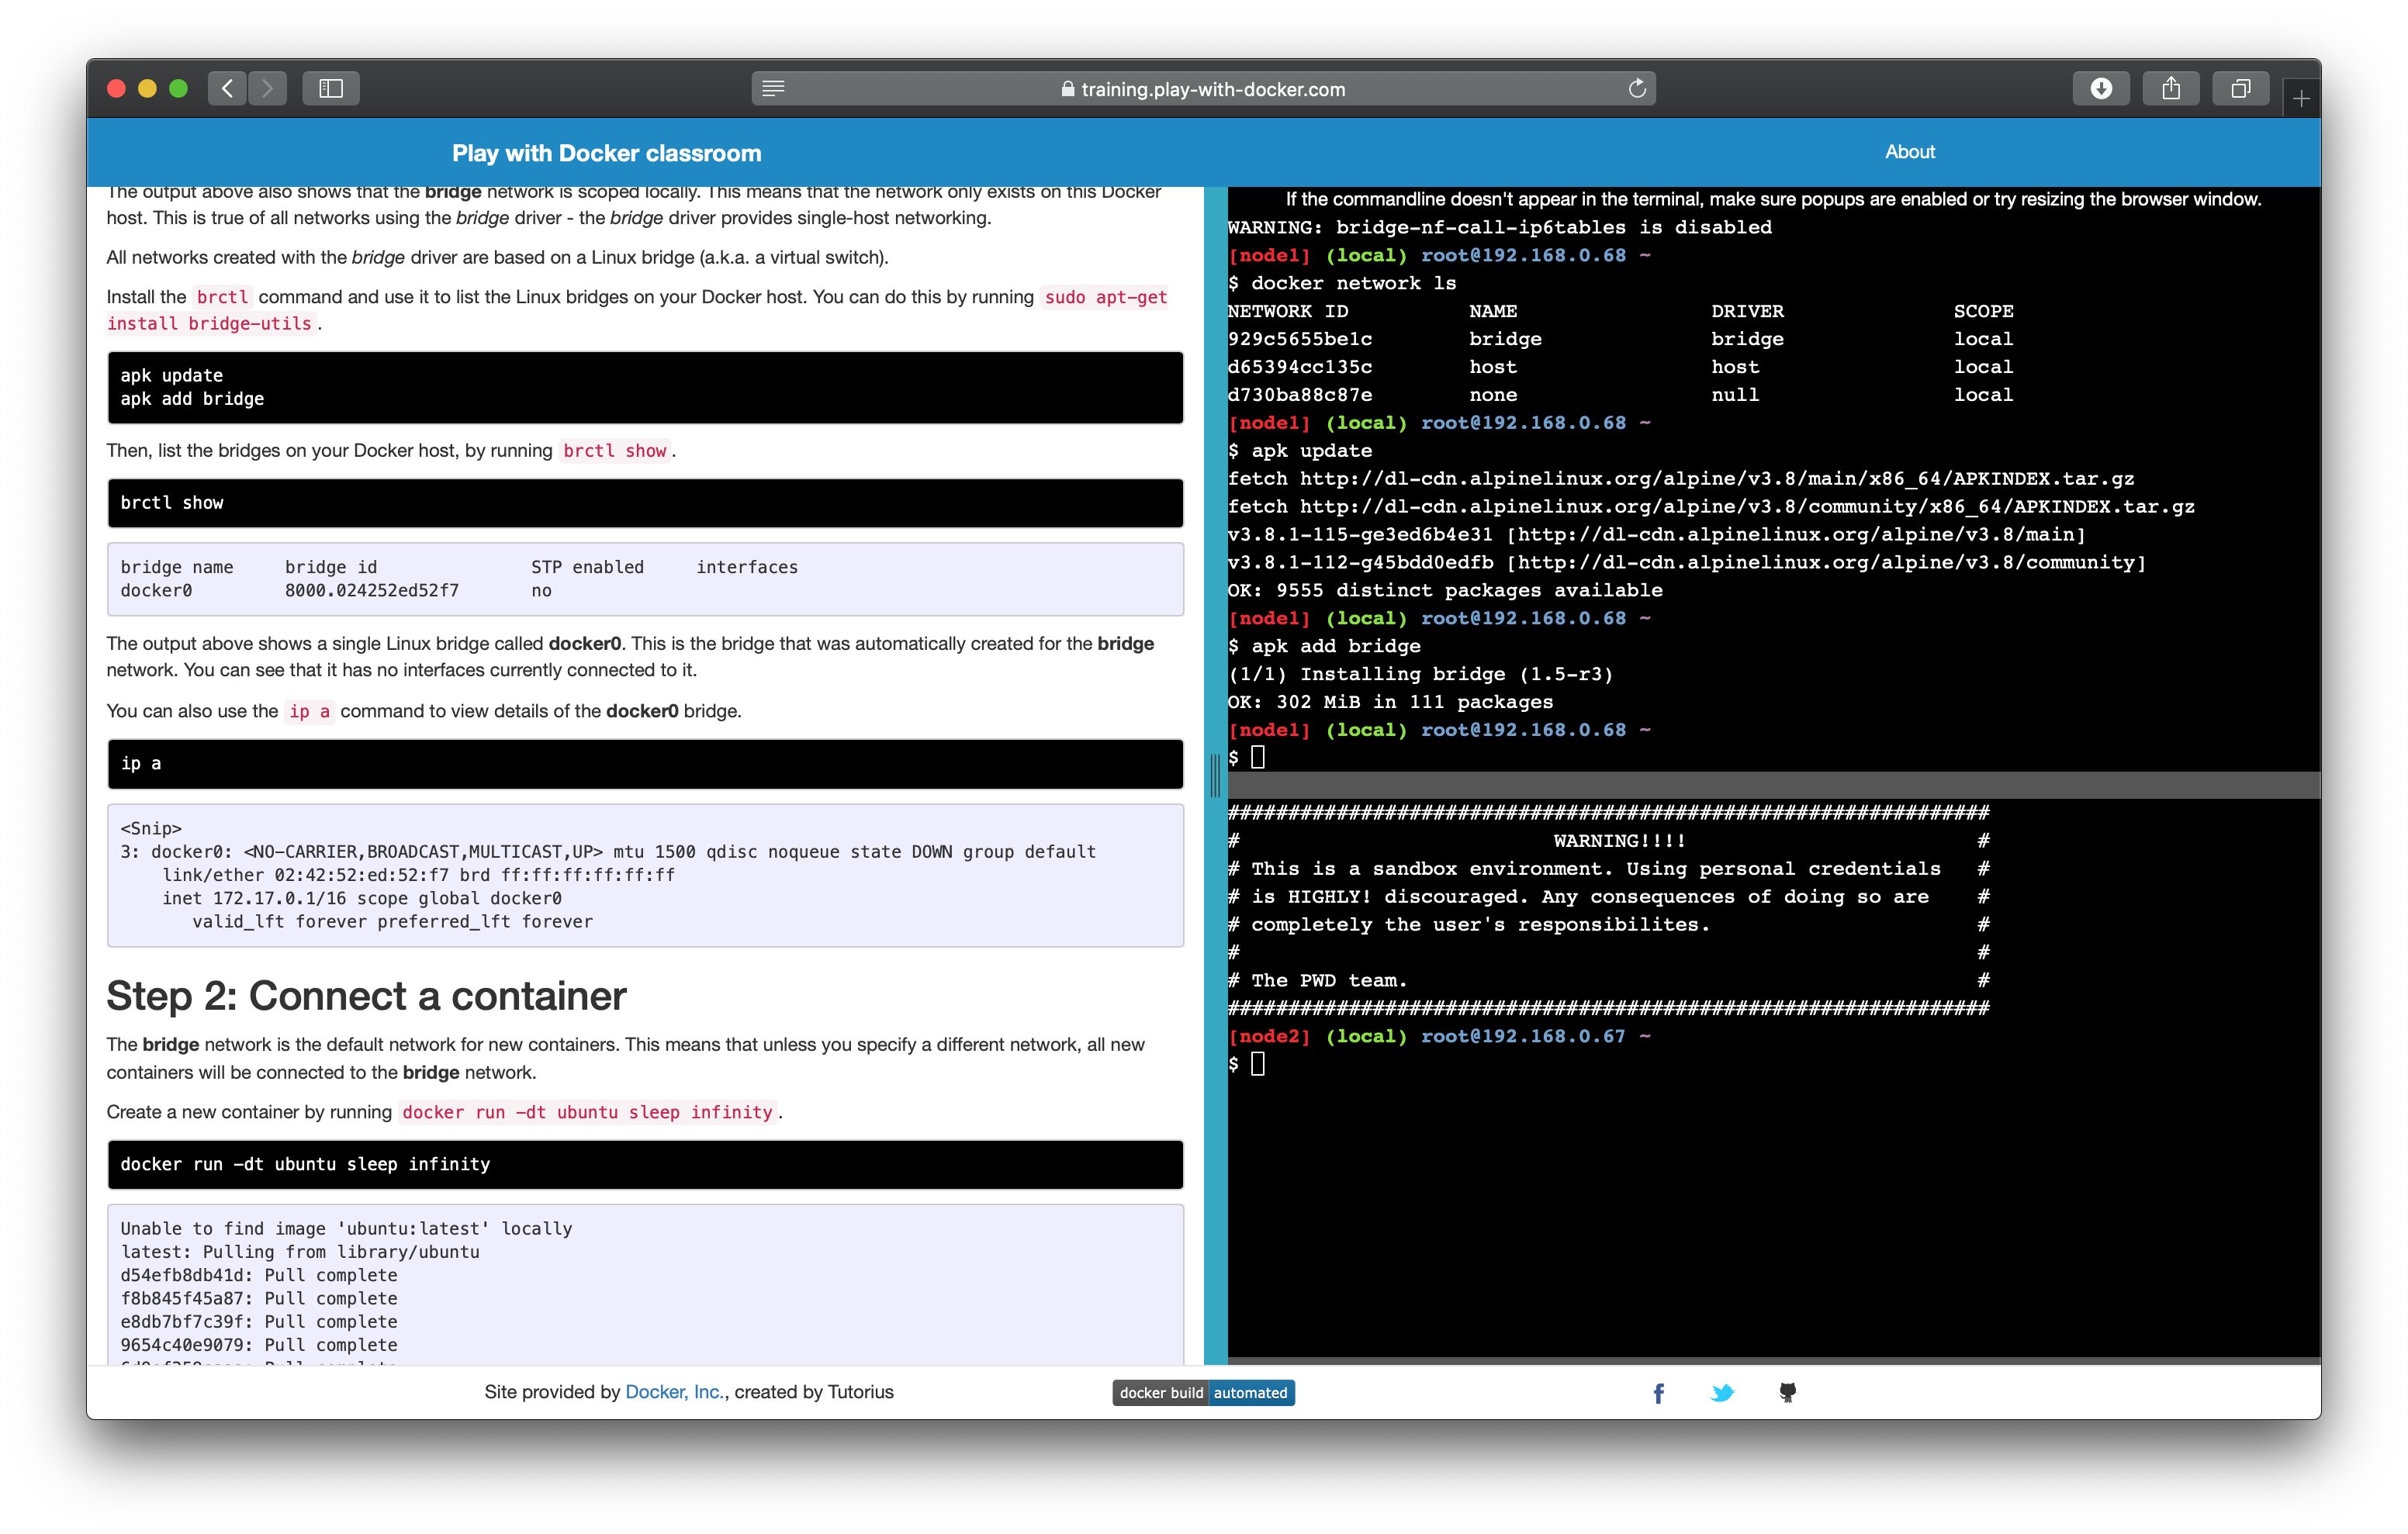 training.play-with-docker.com
Play with Docker classroom
About
The output above also shows that the bridge network is scoped locally. This means that the network only exists on this Docker
host. This is true of all networks using the bridge driver - the bridge driver provides single-host networking.
All networks created with the bridge driver are based on a Linux bridge (a.k.a. a virtual switch).
Install the brctl command and use it to list the Linux bridges on your Docker host. You can do this by running sudo apt-get
install bridge-utils.
apk update
apk add bridge
Then, list the bridges on your Docker host, by running brctl show.
brctl show
bridge name     bridge id               STP enabled     interfaces
docker0         8000.024252ed52f7       no
The output above shows a single Linux bridge called docker0. This is the bridge that was automatically created for the bridge
network. You can see that it has no interfaces currently connected to it.
You can also use the ip a command to view details of the docker0 bridge.
ip a
<Snip>
3: docker0: <NO-CARRIER,BROADCAST,MULTICAST,UP> mtu 1500 qdisc noqueue state DOWN group default
    link/ether 02:42:52:ed:52:f7 brd ff:ff:ff:ff:ff:ff
    inet 172.17.0.1/16 scope global docker0
       valid_lft forever preferred_lft forever
Step 2: Connect a container
The bridge network is the default network for new containers. This means that unless you specify a different network, all new
containers will be connected to the bridge network.
Create a new container by running docker run -dt ubuntu sleep infinity.
docker run -dt ubuntu sleep infinity
Unable to find image 'ubuntu:latest' locally
latest: Pulling from library/ubuntu
d54efb8db41d: Pull complete
f8b845f45a87: Pull complete
e8db7bf7c39f: Pull complete
9654c40e9079: Pull complete
If the commandline doesn't appear in the terminal, make sure popups are enabled or try resizing the browser window.
WARNING: bridge-nf-call-ip6tables is disabled
[node1] (local) root@192.168.0.68 ~
$ docker network ls
NETWORK ID          NAME                DRIVER              SCOPE
929c5655be1c        bridge              bridge              local
d65394cc135c        host                host                local
d730ba88c87e        none                null                local
[node1] (local) root@192.168.0.68 ~
$ apk update
fetch http://dl-cdn.alpinelinux.org/alpine/v3.8/main/x86_64/APKINDEX.tar.gz
fetch http://dl-cdn.alpinelinux.org/alpine/v3.8/community/x86_64/APKINDEX.tar.gz
v3.8.1-115-ge3ed6b4e31 [http://dl-cdn.alpinelinux.org/alpine/v3.8/main]
v3.8.1-112-g45bdd0edfb [http://dl-cdn.alpinelinux.org/alpine/v3.8/community]
OK: 9555 distinct packages available
[node1] (local) root@192.168.0.68 ~
$ apk add bridge
(1/1) Installing bridge (1.5-r3)
OK: 302 MiB in 111 packages
[node1] (local) root@192.168.0.68 ~
$
###############################################################
#                          WARNING!!!!                        #
# This is a sandbox environment. Using personal credentials   #
# is HIGHLY! discouraged. Any consequences of doing so are    #
# completely the user's responsibilites.                      #
#                                                             #
# The PWD team.                                               #
###############################################################
[node2] (local) root@192.168.0.67 ~
$
Site provided by Docker, Inc., created by Tutorius
docker build automated